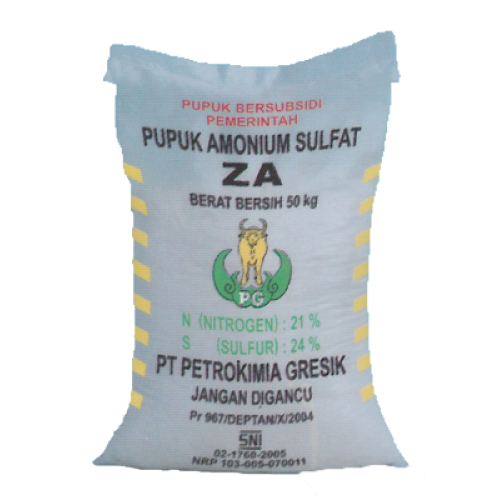 PUPUK BERSUBSIDI
PEMERINTAH
PUPUK AMONIUM SULFAT
ZA
BERAT BERSIH 50 kg
PG
N (NITROGEN) : 21 %
S (SULFUR) : 24 %
PT PETROKIMIA GRESIK
JANGAN DIGANCU
Pr 967/DEPTAN/X/2004
SNI
02-1760-2005
NRP 103-005-070011